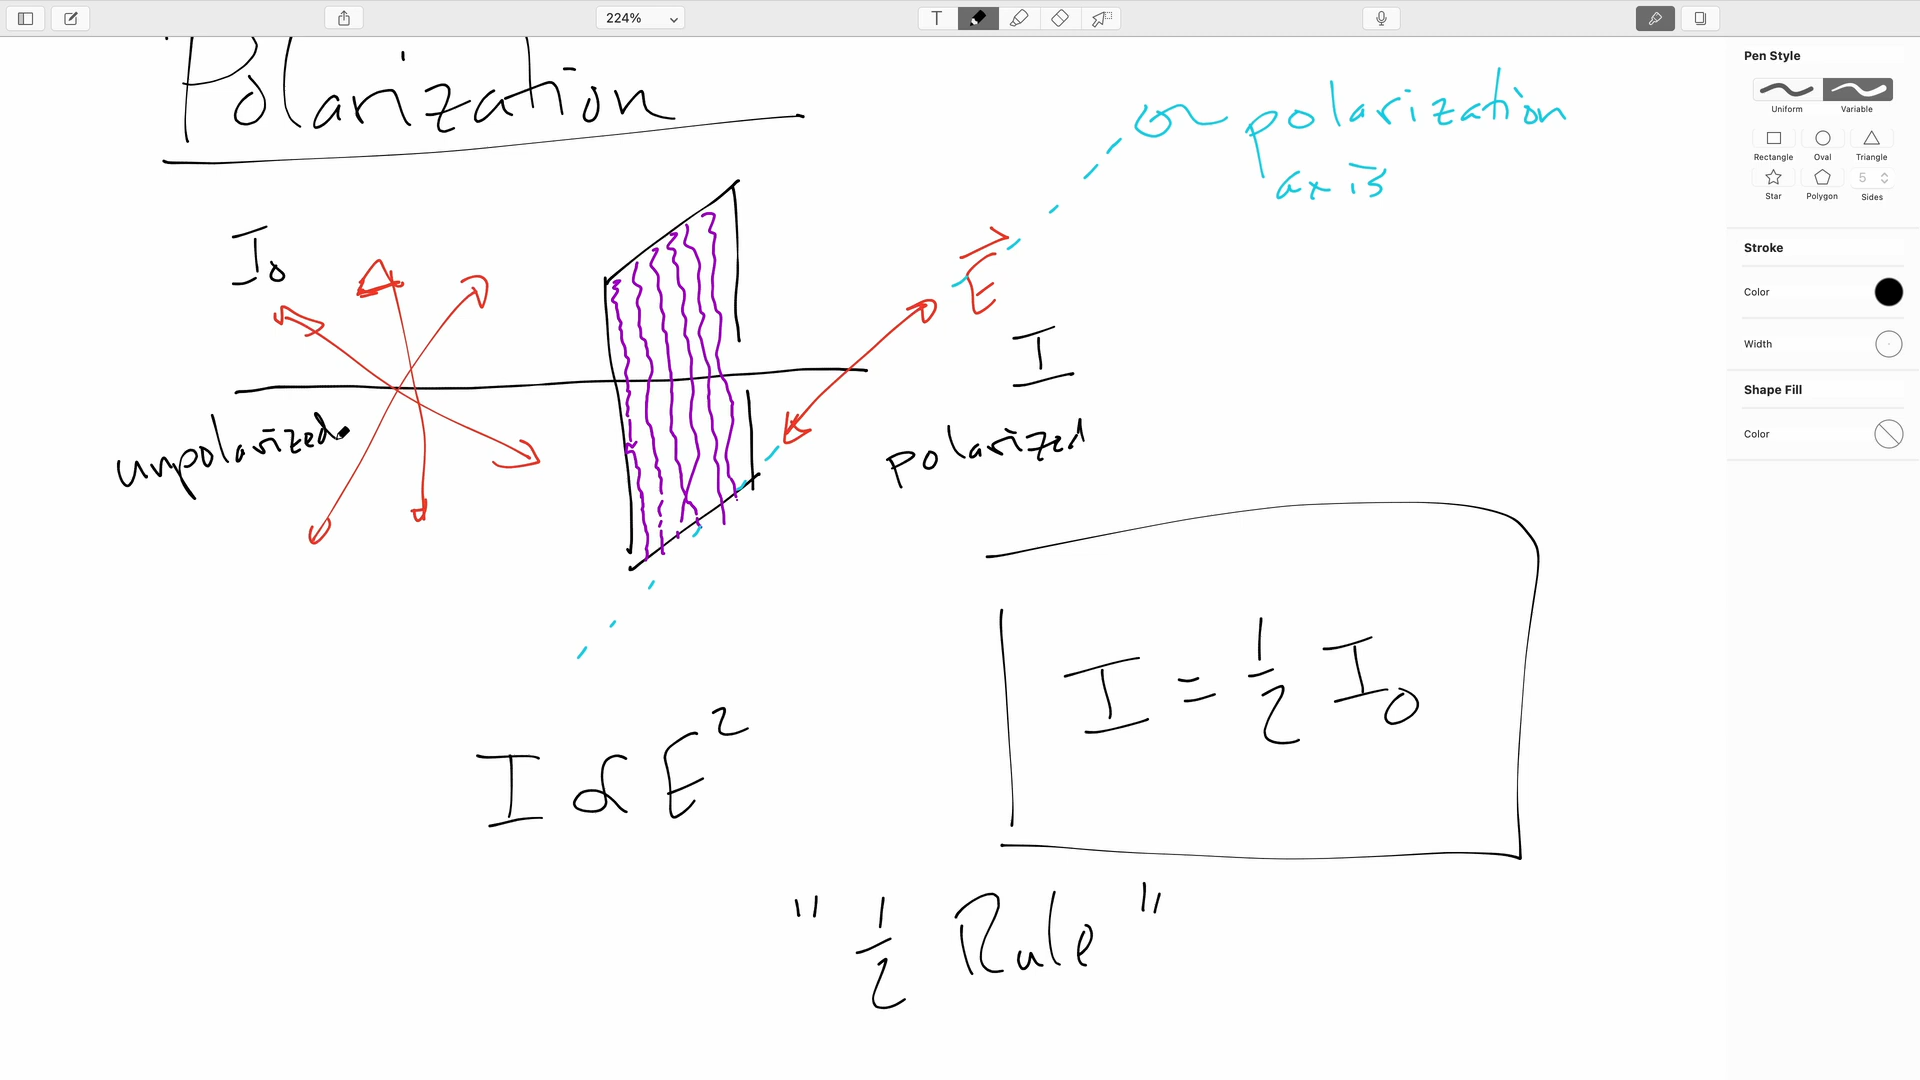 224%
T
Pen Style
Uniform
Variable
Rectangle
Oval
Triangle
5
Star
Polygon
Sides
Stroke
Color
Width
Shape Fill
Color
Polarization
or polarization
axis
I₀
E
I
unpolarized
polarized
I = 1/2 I₀
I ∝ E²
" 1/2 Rule "